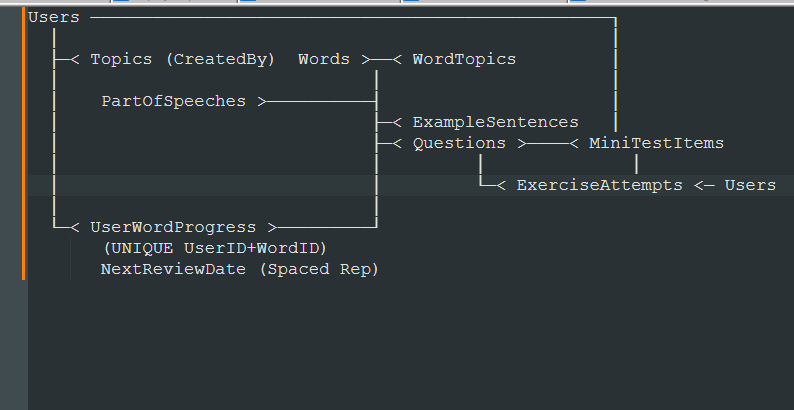 Users
Topics (CreatedBy)  Words >—< WordTopics
PartOfSpeeches >
< ExampleSentences
< Questions >—< MiniTestItems
< ExerciseAttempts <— Users
< UserWordProgress >
(UNIQUE UserID+WordID)
NextReviewDate (Spaced Rep)